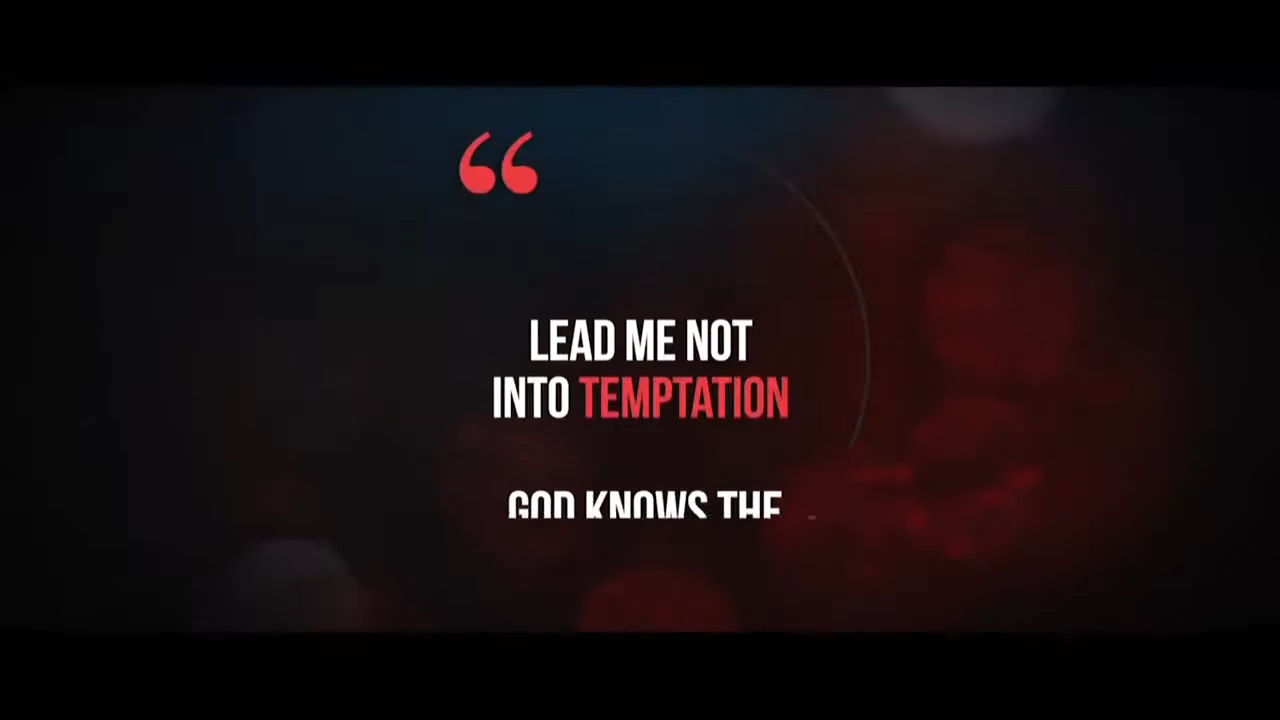 “
LEAD ME NOT
INTO TEMPTATION
GOD KNOWS THE